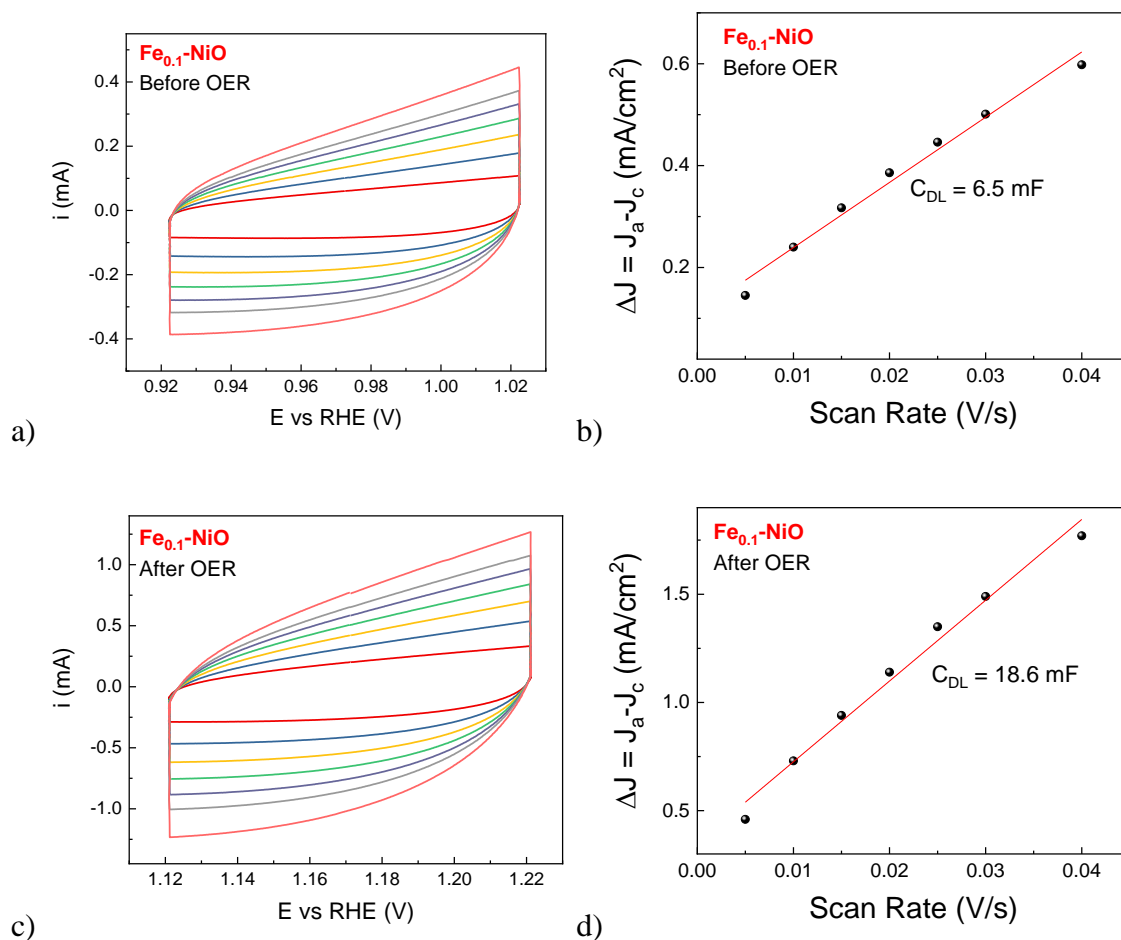 Fe0.1-NiO
Before OER
0.4
0.2
0.0
-0.2
-0.4
i (mA)
0.92 0.94 0.96 0.98 1.00 1.02
E vs RHE (V)
a)
Fe0.1-NiO
Before OER
0.6
0.4
0.2
ΔJ = Ja-Jc (mA/cm2)
CDL = 6.5 mF
0.00 0.01 0.02 0.03 0.04
Scan Rate (V/s)
b)
Fe0.1-NiO
After OER
1.0
0.5
0.0
-0.5
-1.0
i (mA)
1.12 1.14 1.16 1.18 1.20 1.22
E vs RHE (V)
c)
Fe0.1-NiO
After OER
1.5
1.0
0.5
ΔJ = Ja-Jc (mA/cm2)
CDL = 18.6 mF
0.00 0.01 0.02 0.03 0.04
Scan Rate (V/s)
d)